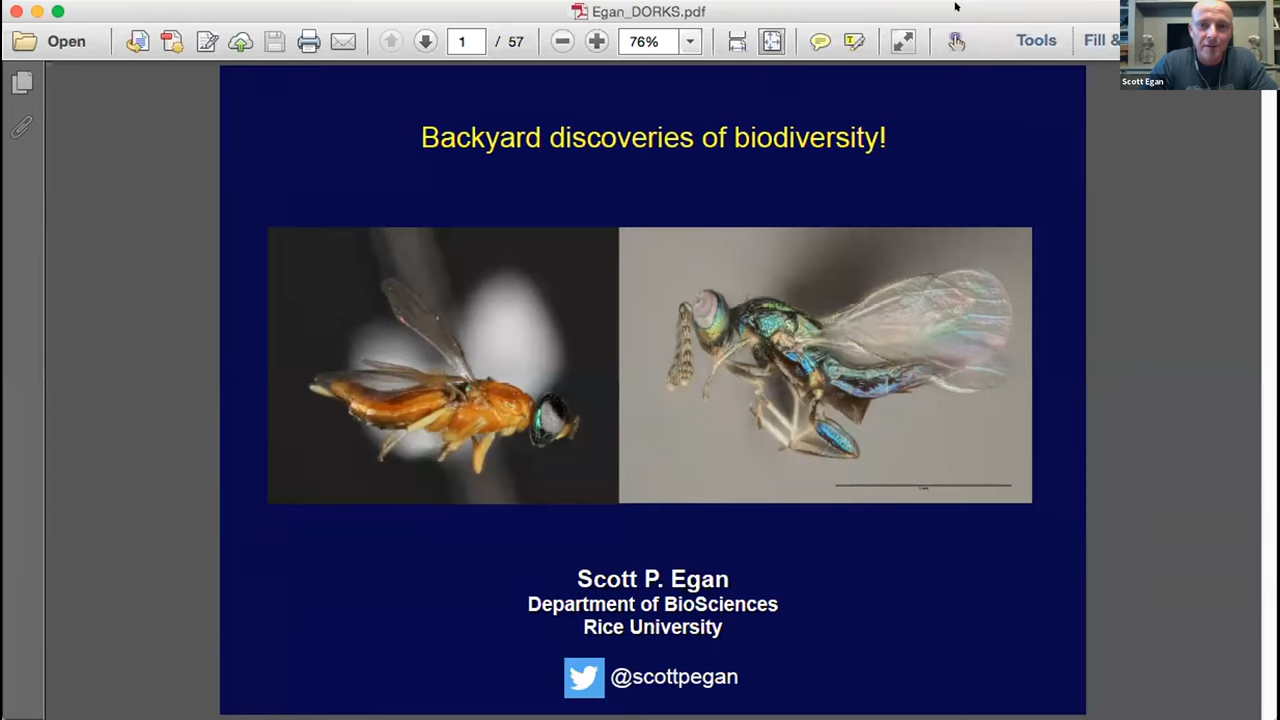 Egan_DORKS.pdf
Open
1 / 57
76%
Tools
Fill &
Scott Egan
Backyard discoveries of biodiversity!
Scott P. Egan
Department of BioSciences
Rice University
@scottpegan